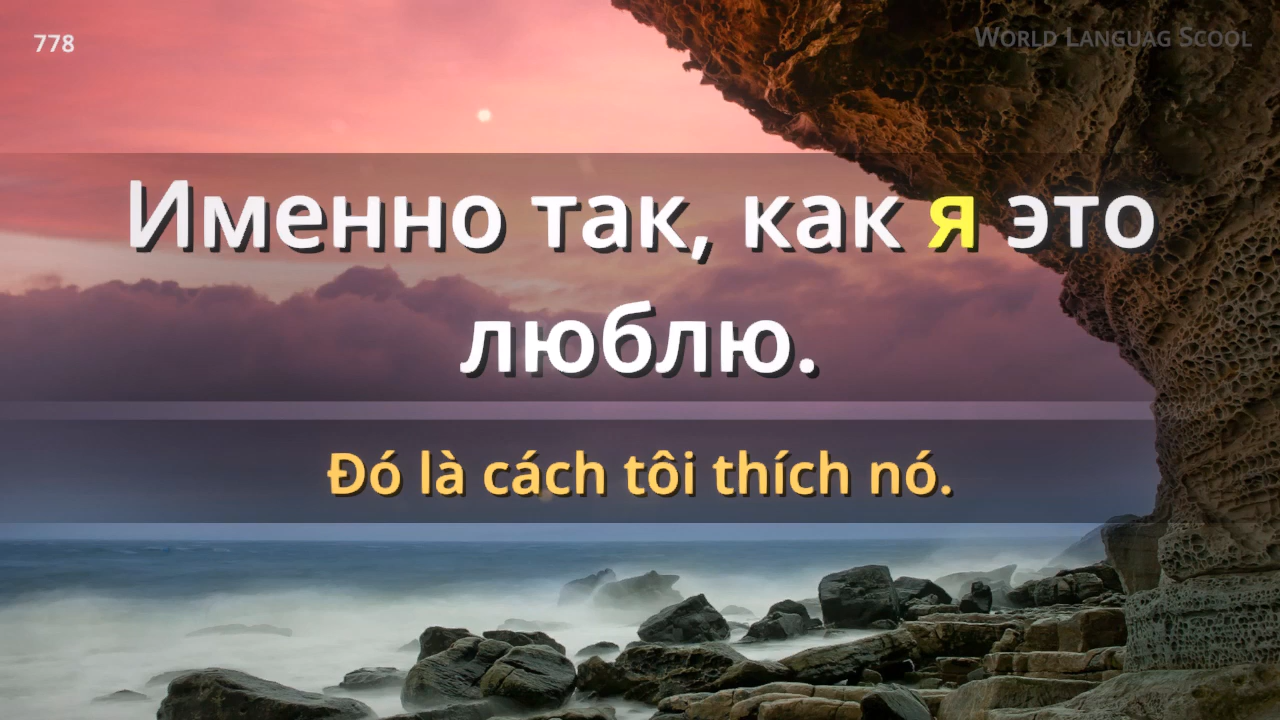 778
WORLD LANGUAG SCOOL
Именно так, как я это
люблю.
Đó là cách tôi thích nó.